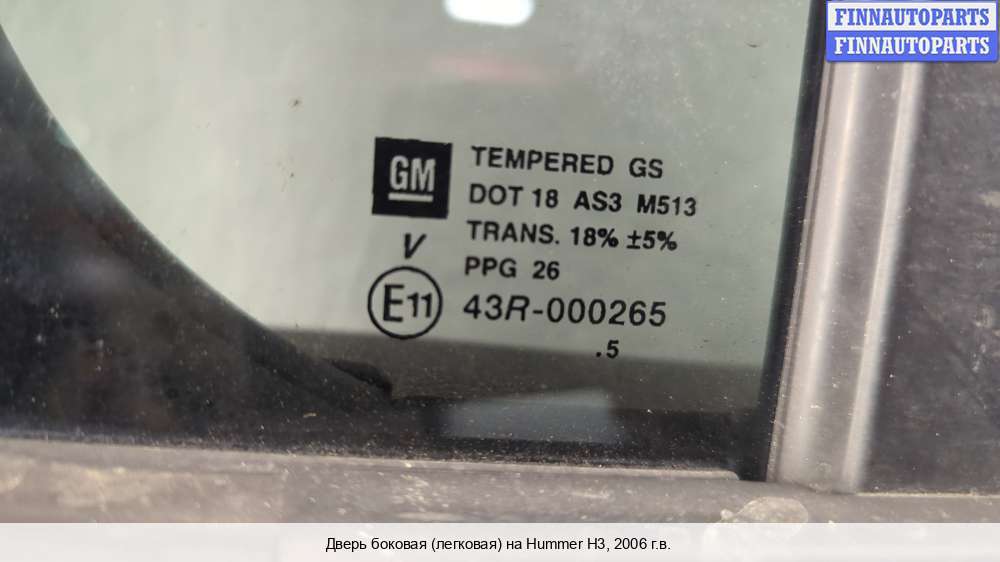 FINNAUTOPARTS
FINNAUTOPARTS
GM
TEMPERED GS
DOT 18 AS3 M513
TRANS. 18% ±5%
V
PPG 26
E11
43R-000265
.5
Дверь боковая (легковая) на Hummer H3, 2006 г.в.